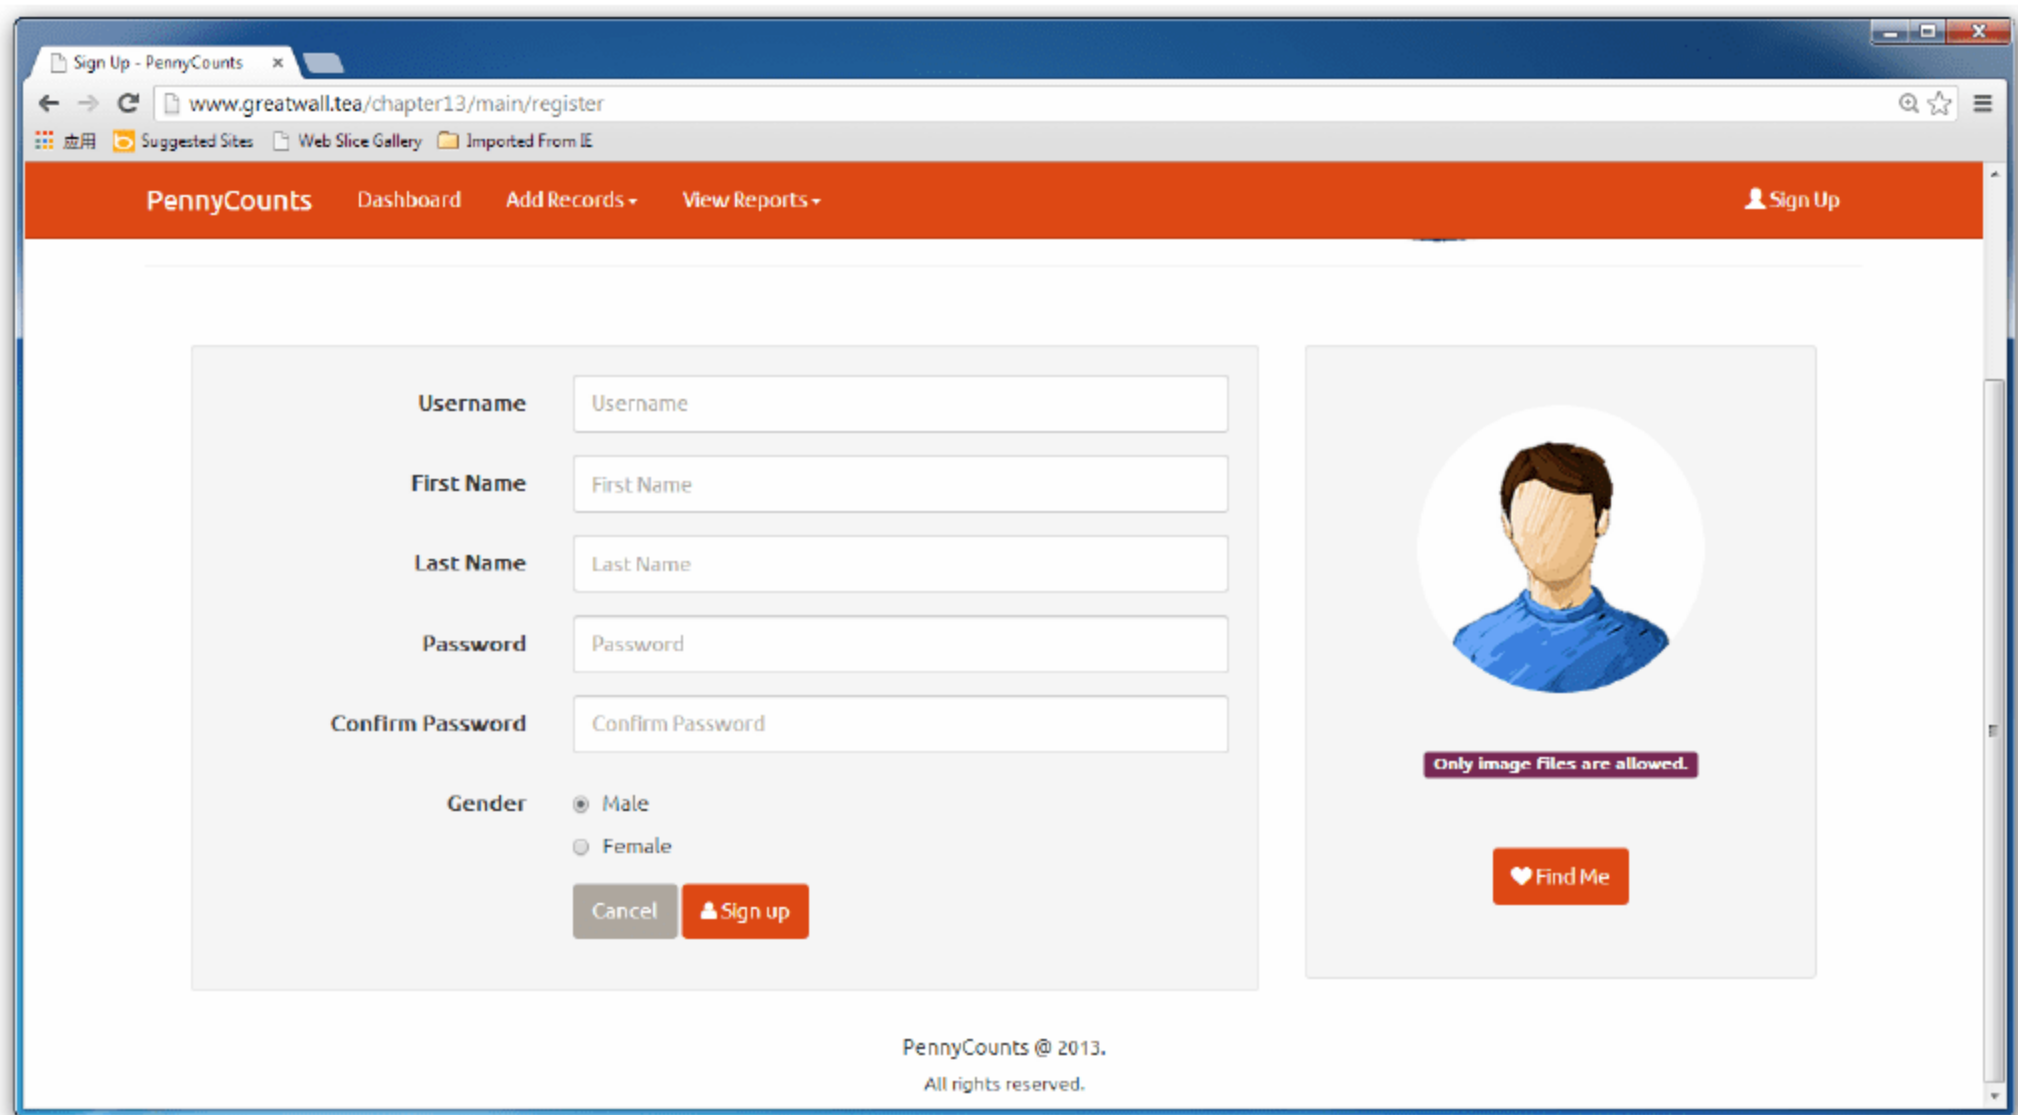 Sign Up - PennyCounts
www.greatwall.tea/chapter13/main/register
应用 Suggested Sites Web Slice Gallery Imported From IE
PennyCounts Dashboard Add Records View Reports Sign Up
Username Username
First Name First Name
Last Name Last Name
Password Password
Confirm Password Confirm Password
Gender Male
Female
Cancel Sign up
Only image files are allowed.
Find Me
PennyCounts @ 2013.
All rights reserved.